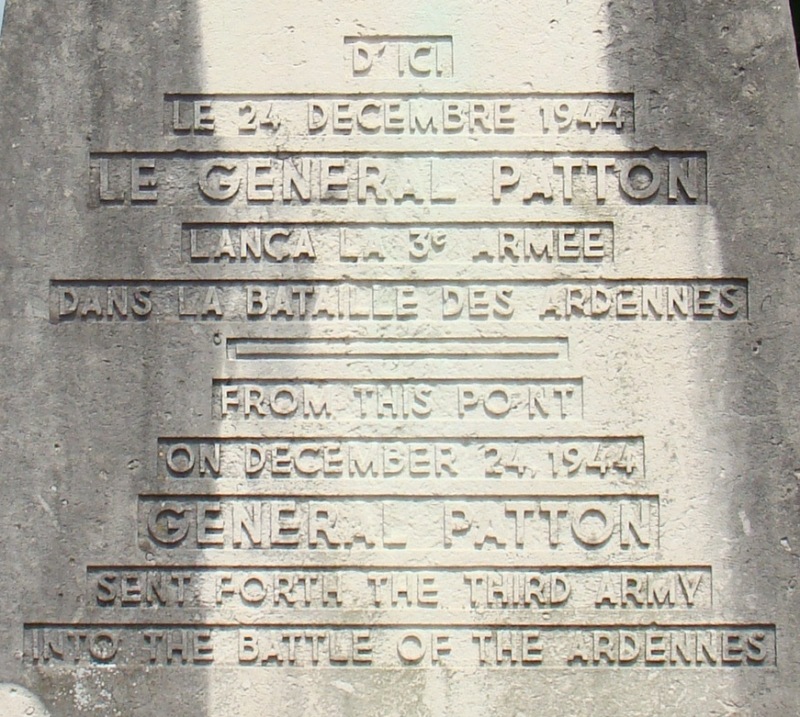 D'ICI
LE 24 DECEMBRE 1944
LE GENERAL PATTON
LANÇA LA 3e ARMEE
DANS LA BATAILLE DES ARDENNES
FROM THIS POINT
ON DECEMBER 24, 1944
GENERAL PATTON
SENT FORTH THE THIRD ARMY
INTO THE BATTLE OF THE ARDENNES